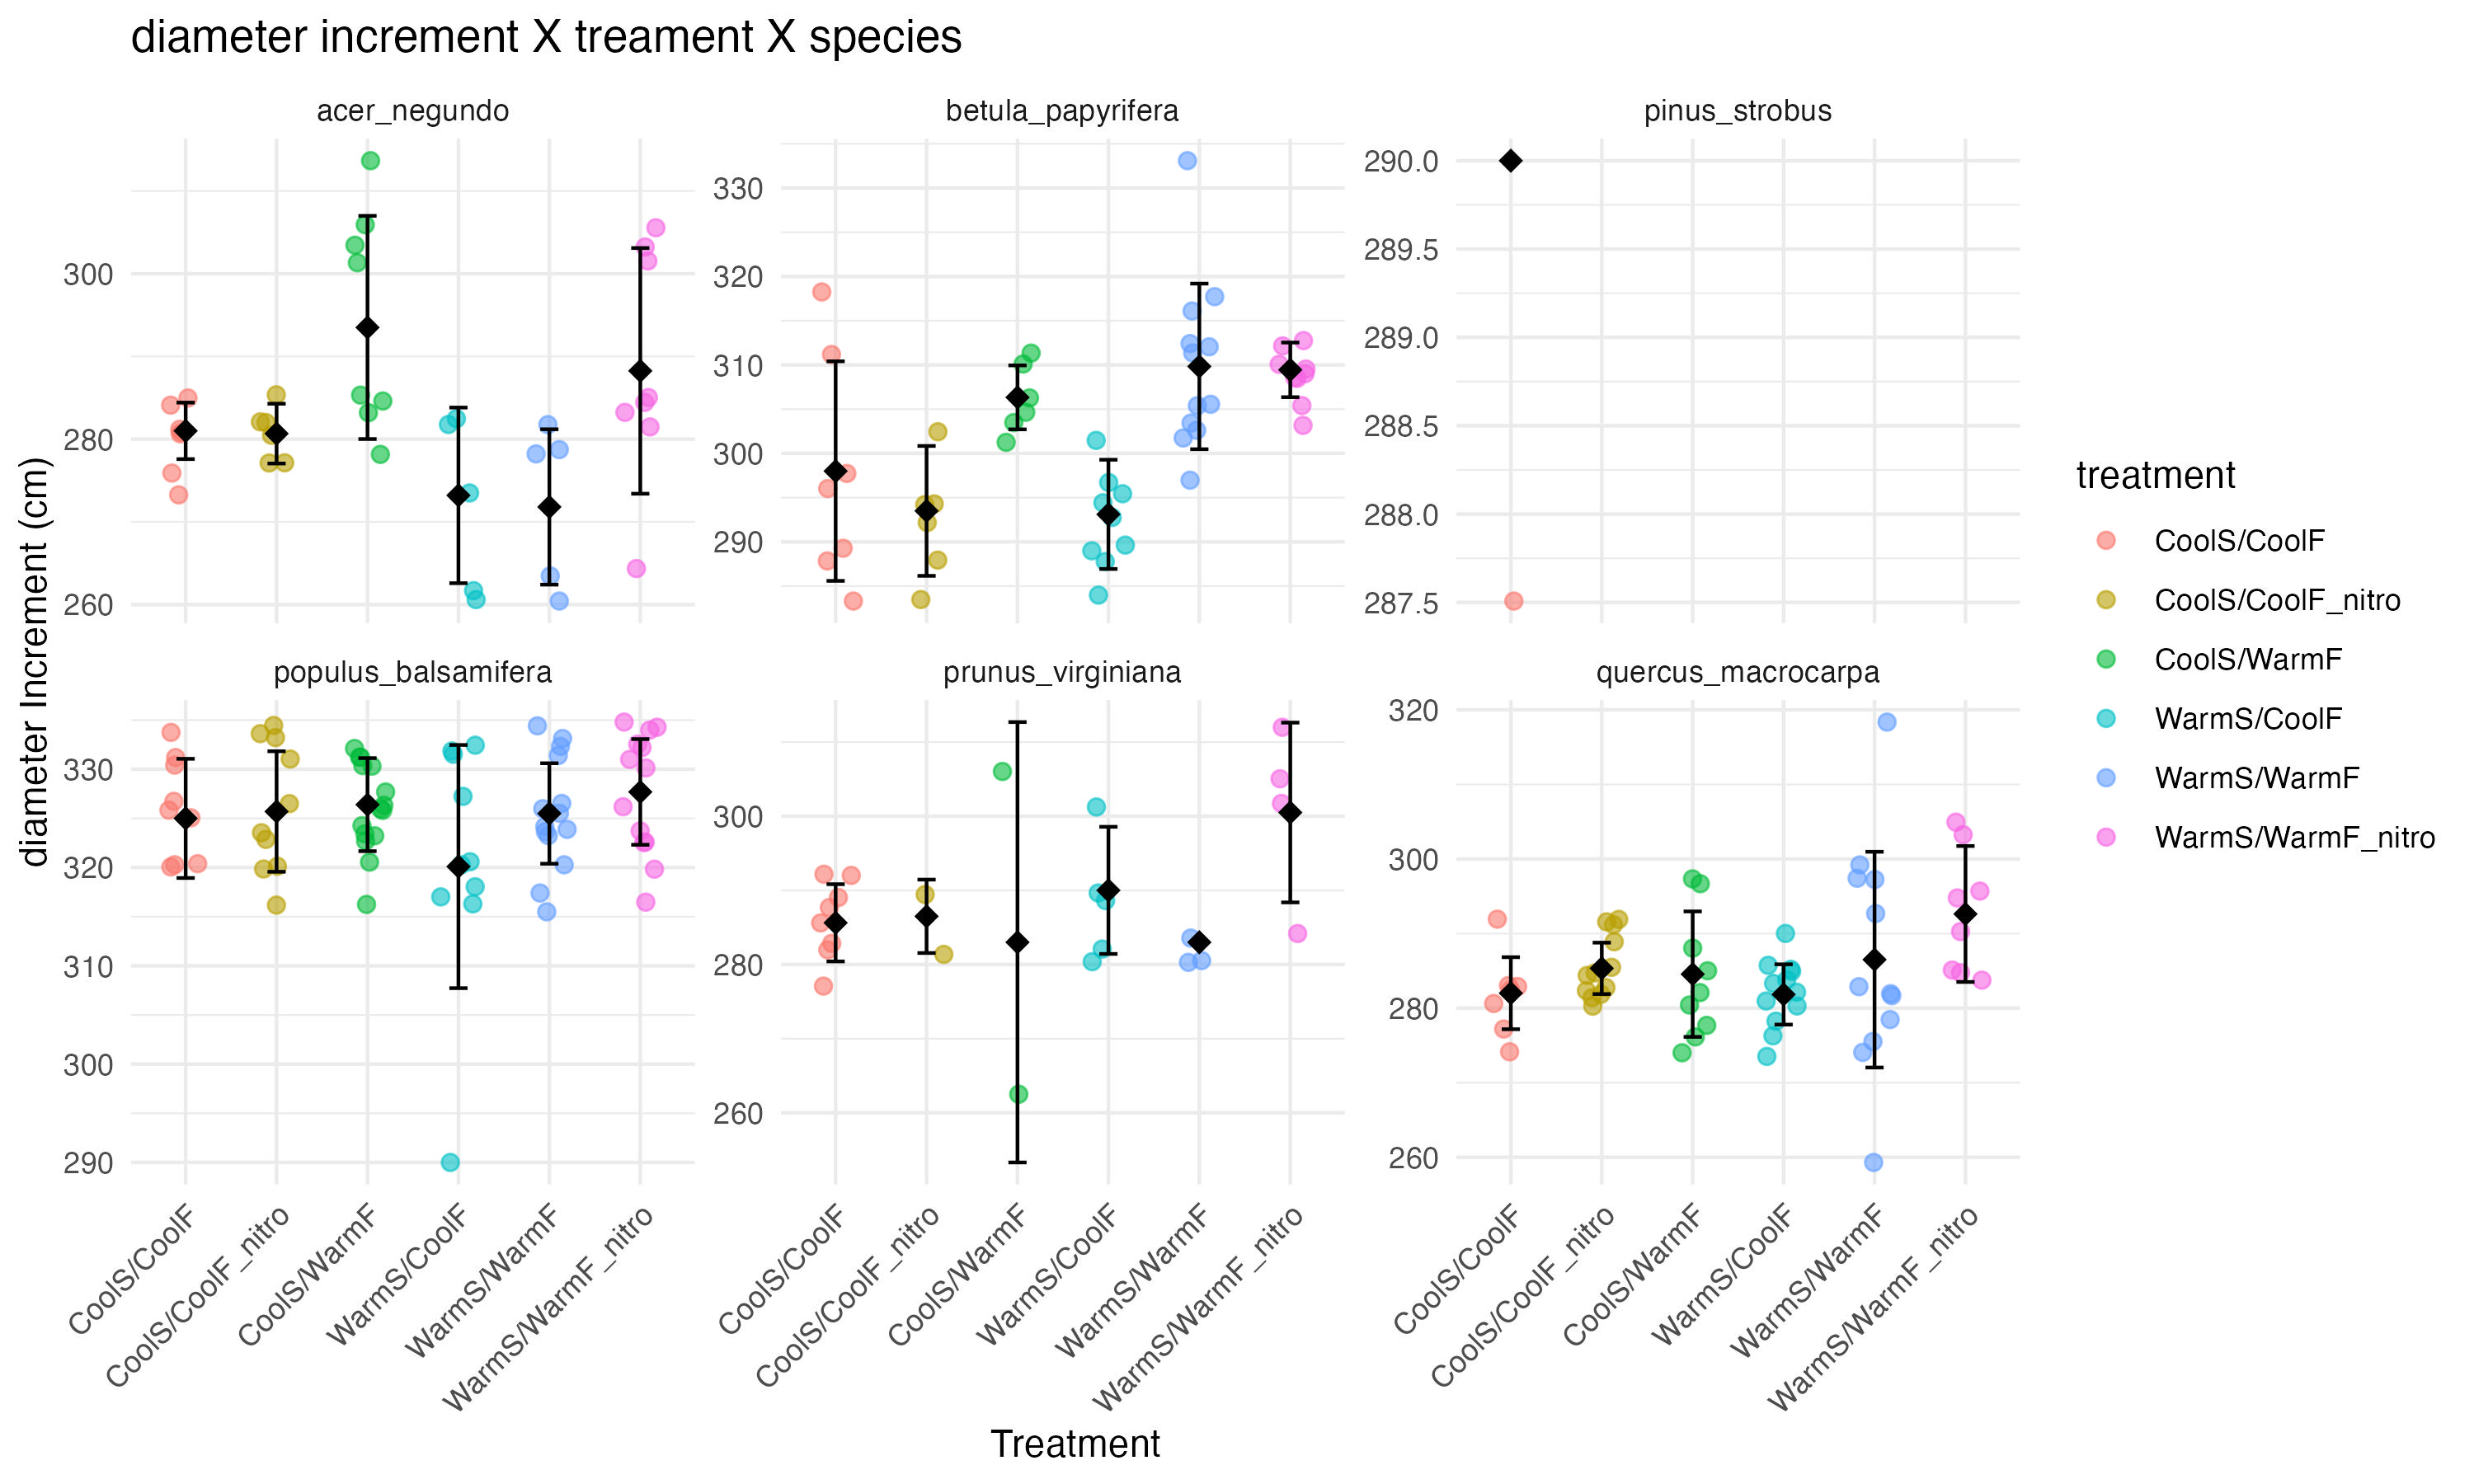 diameter increment X treament X species
acer_negundo
betula_papyrifera
pinus_strobus
diameter Increment (cm)
300
280
260
330
320
310
300
290
290.0
289.5
289.0
288.5
288.0
287.5
populus_balsamifera
prunus_virginiana
quercus_macrocarpa
330
320
310
300
290
300
280
260
320
300
280
260
CoolS/CoolF
CoolS/CoolF_nitro
CoolS/WarmF
WarmS/CoolF
WarmS/WarmF
WarmS/WarmF_nitro
CoolS/CoolF
CoolS/CoolF_nitro
CoolS/WarmF
WarmS/CoolF
WarmS/WarmF
WarmS/WarmF_nitro
CoolS/CoolF
CoolS/CoolF_nitro
CoolS/WarmF
WarmS/CoolF
WarmS/WarmF
WarmS/WarmF_nitro
Treatment
treatment
CoolS/CoolF
CoolS/CoolF_nitro
CoolS/WarmF
WarmS/CoolF
WarmS/WarmF
WarmS/WarmF_nitro